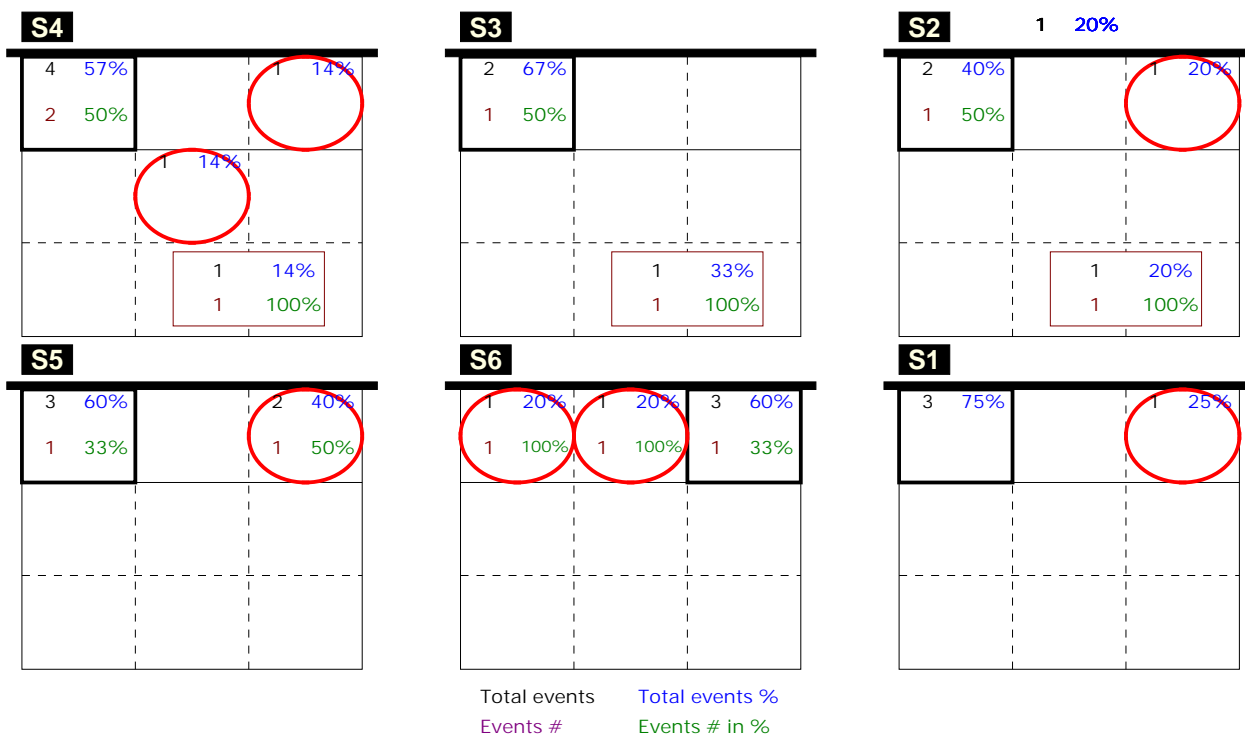 S4 S3 S2 1 20%
4 57% 1 14% 2 67% 2 40% 1 20%
2 50% 1 50% 1 50%
1 14%
1 14% 1 33% 1 20%
1 100% 1 100% 1 100%
S5 S6 S1
3 60% 2 40% 1 20% 1 20% 3 60% 3 75% 1 25%
1 33% 1 50% 1 100% 1 100% 1 33%
Total events Total events %
Events # Events # in %